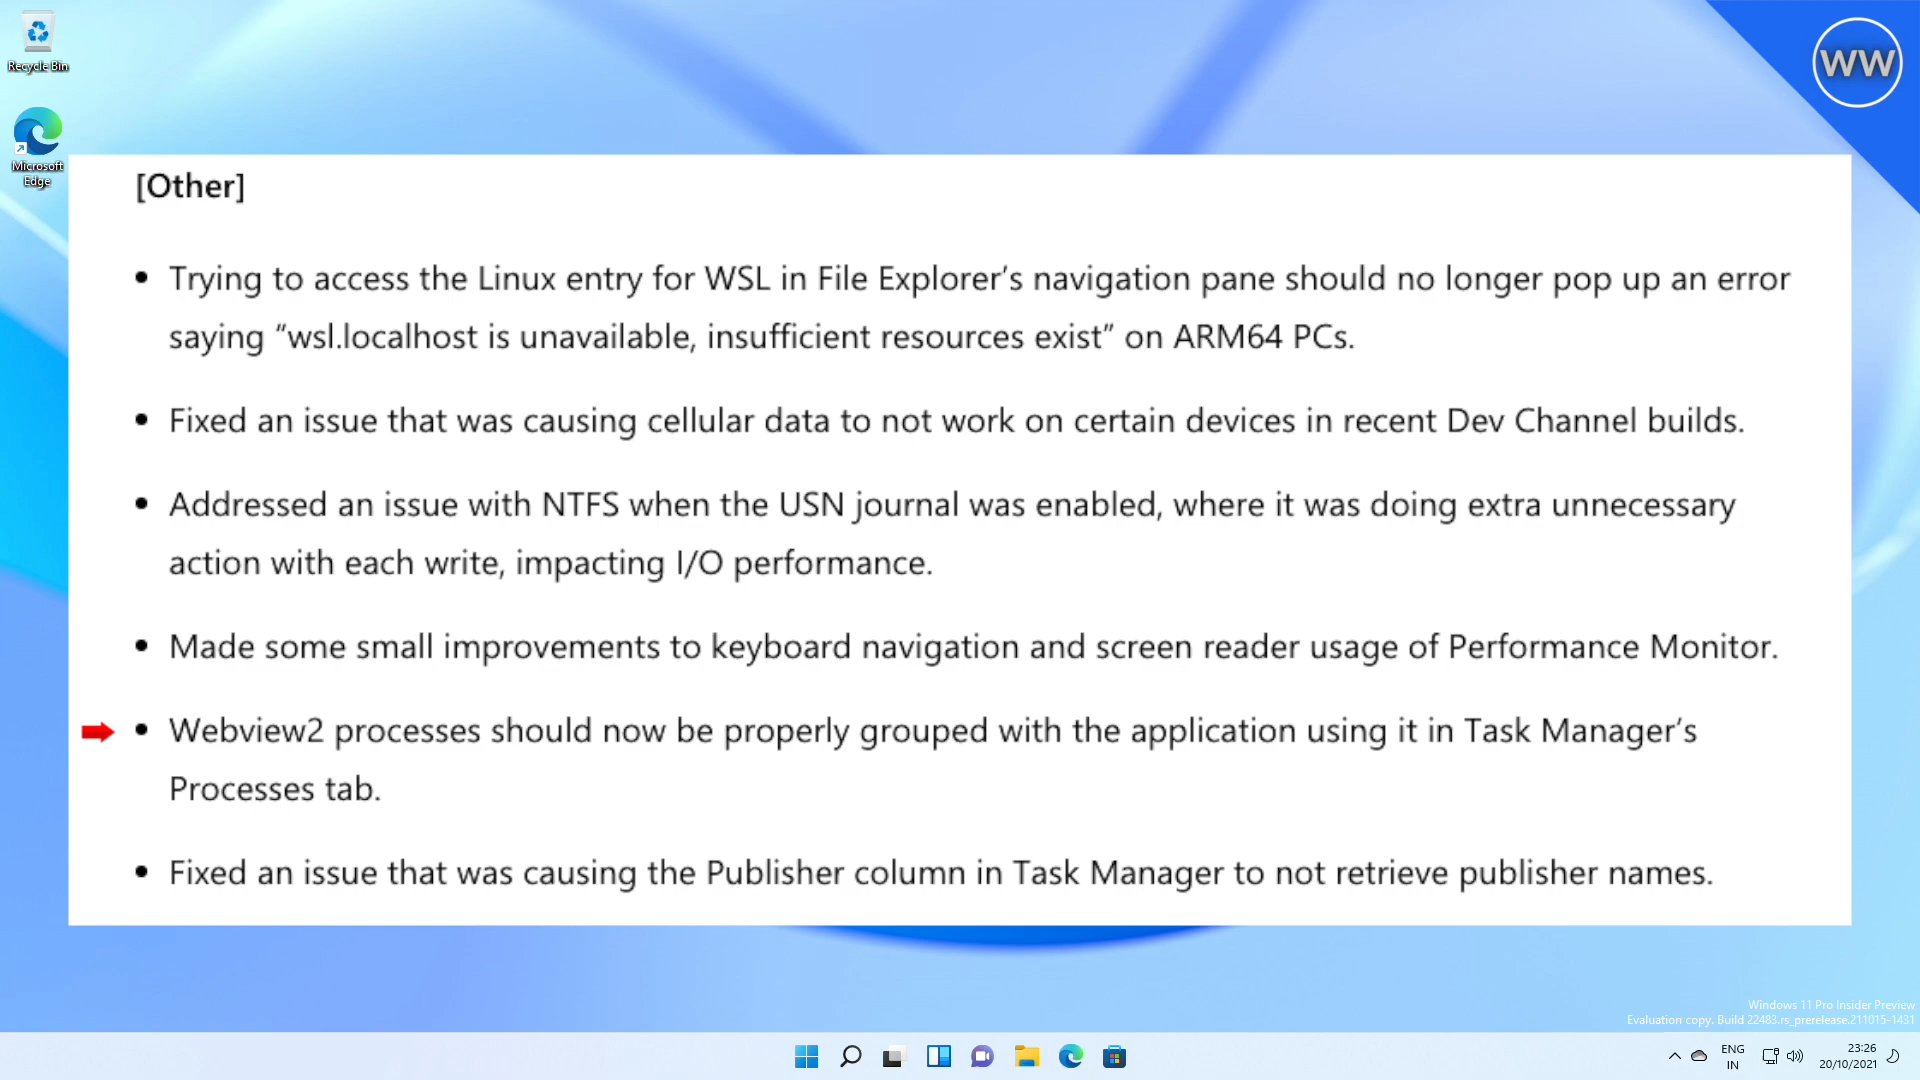 Recycle Bin
Microsoft
Edge
WW
[Other]
• Trying to access the Linux entry for WSL in File Explorer’s navigation pane should no longer pop up an error
saying “wsl.localhost is unavailable, insufficient resources exist” on ARM64 PCs.
• Fixed an issue that was causing cellular data to not work on certain devices in recent Dev Channel builds.
• Addressed an issue with NTFS when the USN journal was enabled, where it was doing extra unnecessary
action with each write, impacting I/O performance.
• Made some small improvements to keyboard navigation and screen reader usage of Performance Monitor.
• Webview2 processes should now be properly grouped with the application using it in Task Manager’s
Processes tab.
• Fixed an issue that was causing the Publisher column in Task Manager to not retrieve publisher names.
Windows 11 Pro Insider Preview
Evaluation copy. Build 22483.rs_prerelease.211015-1431
ENG
IN
23:26
20/10/2021